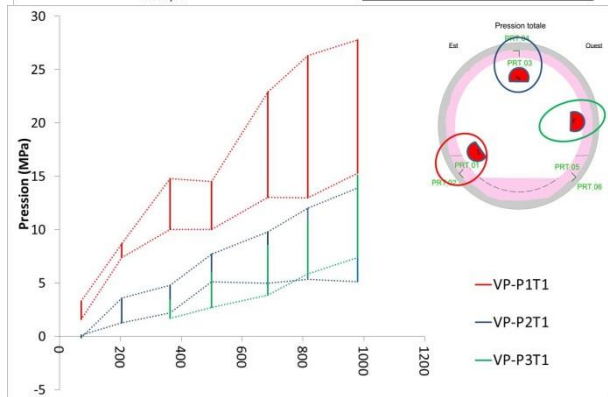 30
25
20
15
10
5
0
-5
Pression (MPa)
0
200
400
600
800
1000
1200
Pression totale
PRT 04
Est
Ouest
PRT 03
PRT 01
PRT 05
PRT 06
VP-P1T1
VP-P2T1
VP-P3T1